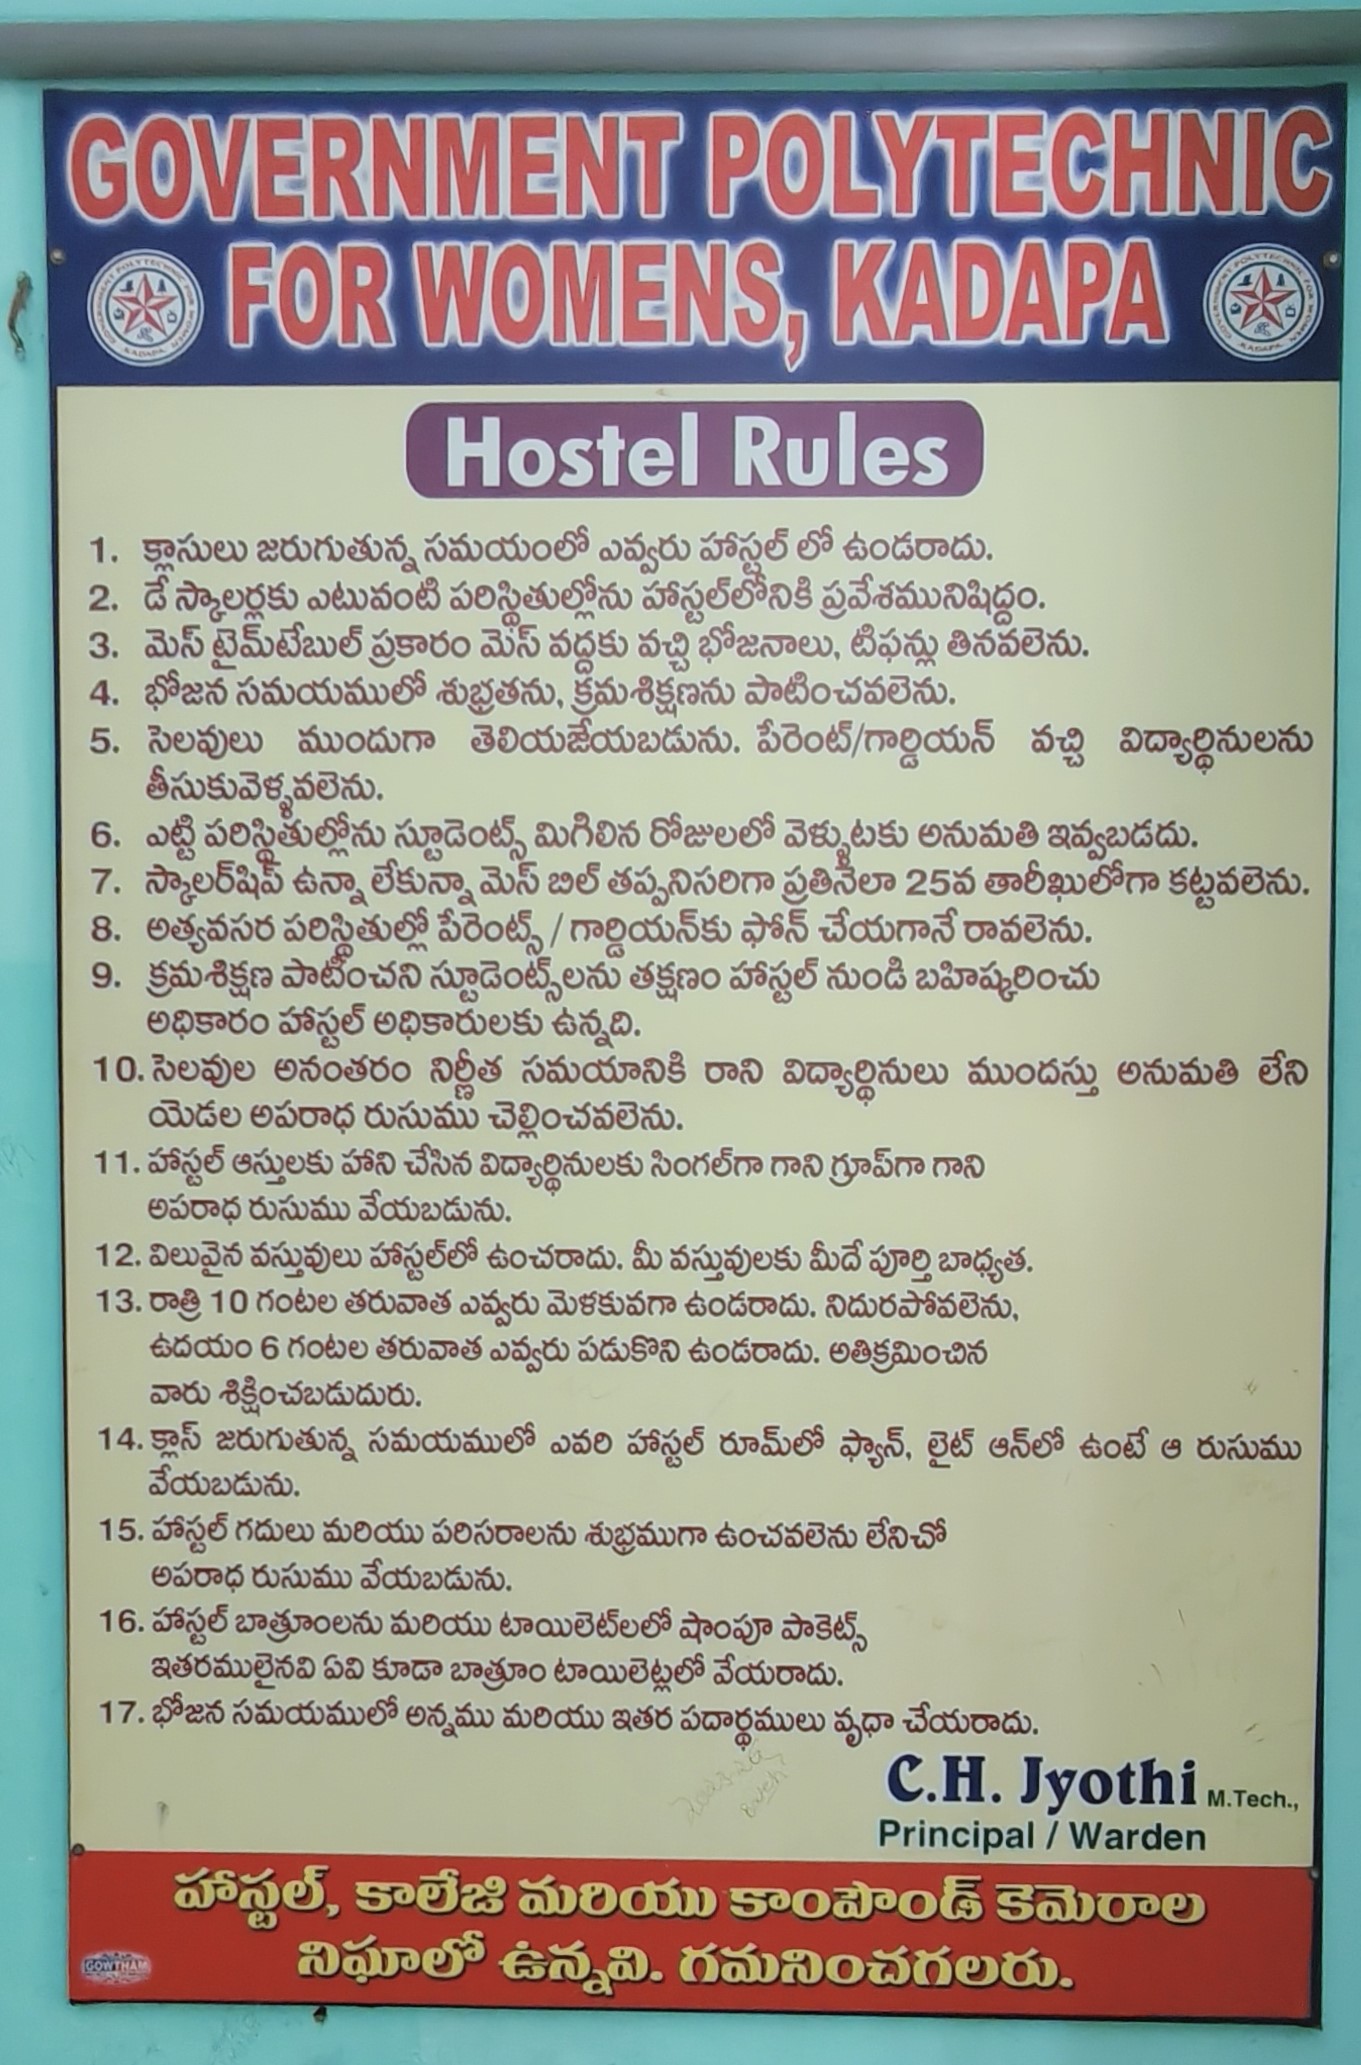 GOVERNMENT POLYTECHNIC
FOR WOMENS, KADAPA
Hostel Rules
1. క్లాసులు జరుగుతున్న సమయంలో ఎవ్వరు హాస్టల్ లో ఉండరాదు.
2. డే స్కాలర్లకు ఎటువంటి పరిస్థితుల్లోను హాస్టల్‌లోనికి ప్రవేశమునిషిద్దం.
3. మెస్ టైమ్‌టేబుల్ ప్రకారం మెస్ వద్దకు వచ్చి భోజనాలు, టిఫన్లు తినవలెను.
4. భోజన సమయములో శుభ్రతను, క్రమశిక్షణను పాటించవలెను.
5. సెలవులు ముందుగా తెలియజేయబడును. పేరెంట్/గార్డియన్ వచ్చి విద్యార్థినులను
తీసుకువెళ్ళవలెను.
6. ఎట్టి పరిస్థితుల్లోను స్టూడెంట్స్ మిగిలిన రోజులలో వెళ్ళుటకు అనుమతి ఇవ్వబడదు.
7. స్కాలర్‌షిప్ ఉన్నా లేకున్నా మెస్ బిల్ తప్పనిసరిగా ప్రతినెలా 25వ తారీఖులోగా కట్టవలెను.
8. అత్యవసర పరిస్థితుల్లో పేరెంట్స్ / గార్డియన్‌కు ఫోన్ చేయగానే రావలెను.
9. క్రమశిక్షణ పాటించని స్టూడెంట్స్‌లను తక్షణం హాస్టల్ నుండి బహిష్కరించు
అధికారం హాస్టల్ అధికారులకు ఉన్నది.
10. సెలవుల అనంతరం నిర్ణీత సమయానికి రాని విద్యార్థినులు ముందస్తు అనుమతి లేని
యెడల అపరాధ రుసుము చెల్లించవలెను.
11. హాస్టల్ ఆస్తులకు హాని చేసిన విద్యార్థినులకు సింగల్‌గా గాని గ్రూప్‌గా గాని
అపరాధ రుసుము వేయబడును.
12. విలువైన వస్తువులు హాస్టల్‌లో ఉంచరాదు. మీ వస్తువులకు మీదే పూర్తి బాధ్యత.
13. రాత్రి 10 గంటల తరువాత ఎవ్వరు మెళకువగా ఉండరాదు. నిదురపోవలెను,
ఉదయం 6 గంటల తరువాత ఎవ్వరు పడుకొని ఉండరాదు. అతిక్రమించిన
వారు శిక్షించబడుదురు.
14. క్లాస్ జరుగుతున్న సమయములో ఎవరి హాస్టల్ రూమ్‌లో ఫ్యాన్, లైట్ ఆన్‌లో ఉంటే ఆ రుసుము
వేయబడును.
15. హాస్టల్ గదులు మరియు పరిసరాలను శుభ్రముగా ఉంచవలెను లేనిచో
అపరాధ రుసుము వేయబడును.
16. హాస్టల్ బాత్రూంలను మరియు టాయిలెట్‌లలో షాంపూ పాకెట్స్
ఇతరములైనవి ఏవి కూడా బాత్రూం టాయిలెట్లలో వేయరాదు.
17. భోజన సమయములో అన్నము మరియు ఇతర పదార్థములు వృధా చేయరాదు.
C.H. Jyothi M.Tech.,
Principal / Warden
హాస్టల్, కాలేజి మరియు కాంపౌండ్ కెమెరాల
నిఘాలో ఉన్నవి. గమనించగలరు.
GOWTHAM